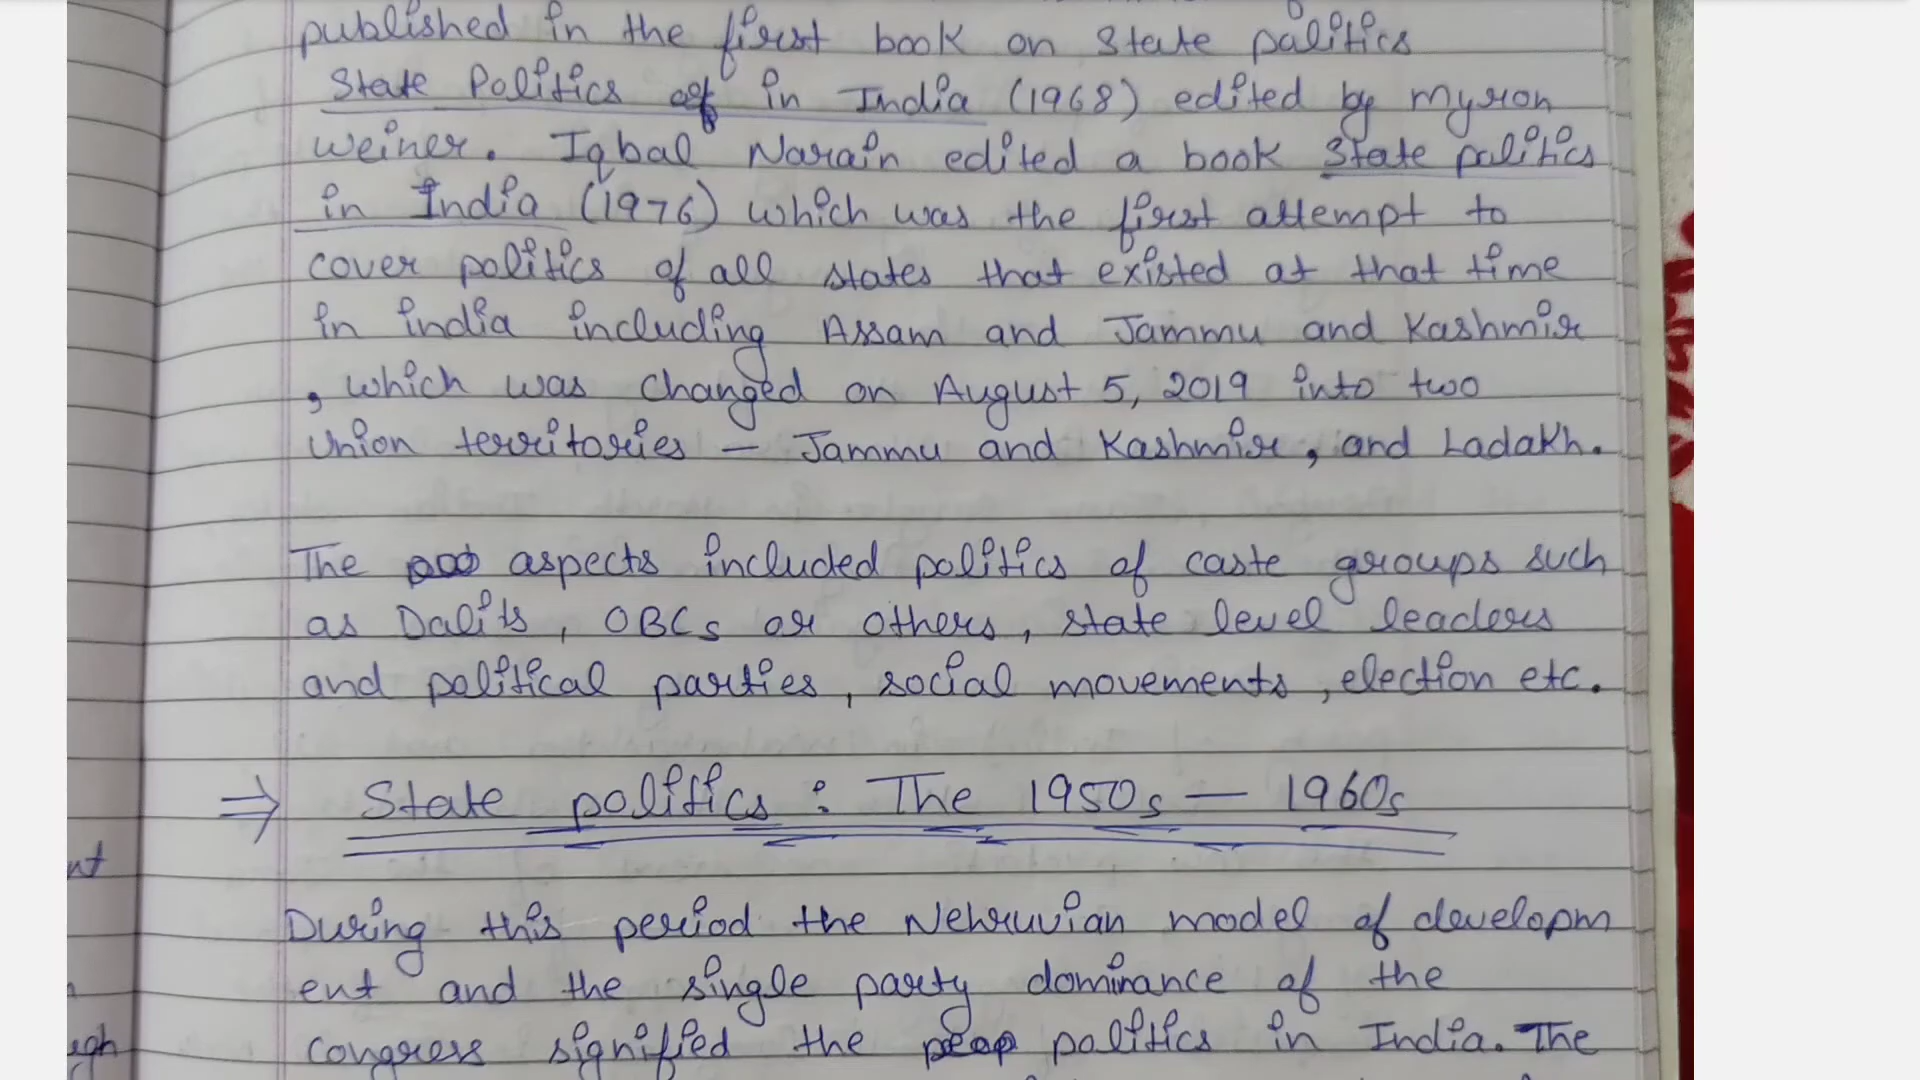 published in the first book on State politics
State Politics of in India (1968) edited by Myron
Weiner. Iqbal Narain edited a book State politics
in India (1976) which was the first attempt to
cover politics of all states that existed at that time
in india including Assam and Jammu and Kashmir
, which was changed on August 5, 2019 into two
Union territories — Jammu and Kashmir, and Ladakh.
The aspects included politics of caste groups such
as Dalits, OBCs or others, state level leaders
and political parties, social movements, election etc.
⇒ State politics : The 1950s — 1960s
nt
During this period the Nehruvian model of developm
ent and the single party dominance of the
congress signified the politics in India. The